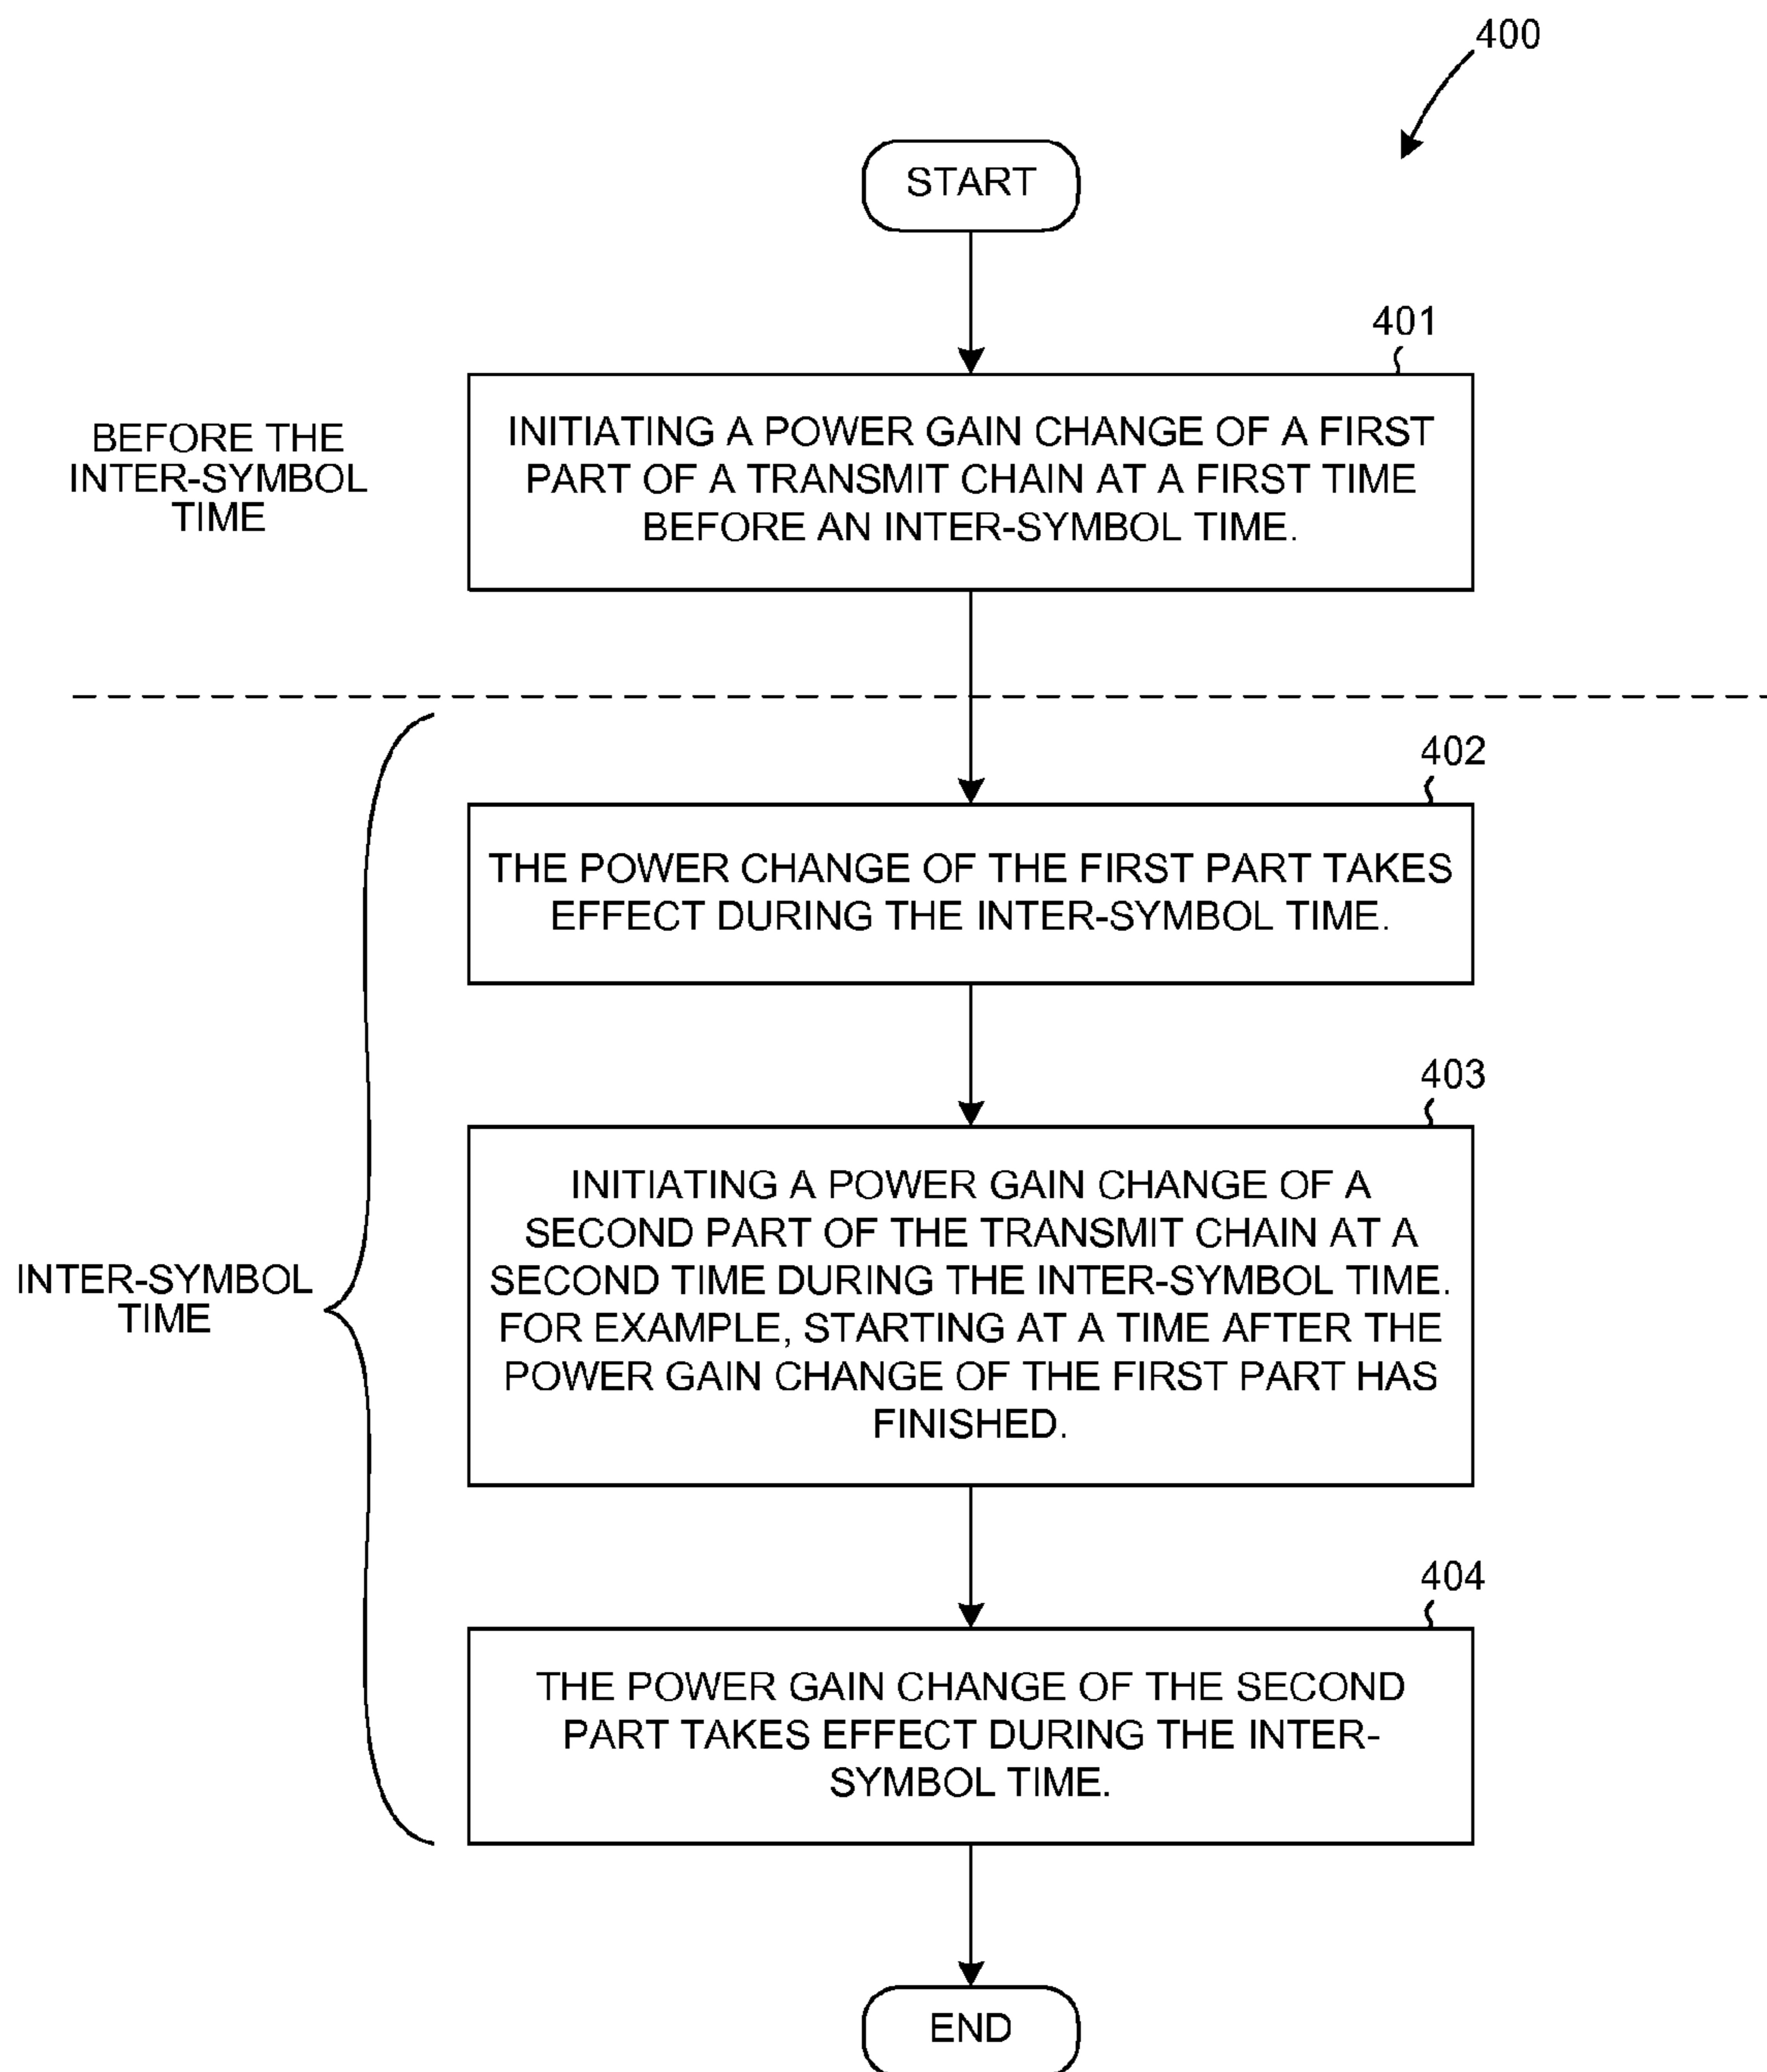 400
START
401
BEFORE THE
INTER-SYMBOL
TIME
INITIATING A POWER GAIN CHANGE OF A FIRST
PART OF A TRANSMIT CHAIN AT A FIRST TIME
BEFORE AN INTER-SYMBOL TIME.
402
THE POWER CHANGE OF THE FIRST PART TAKES
EFFECT DURING THE INTER-SYMBOL TIME.
403
INTER-SYMBOL
TIME
INITIATING A POWER GAIN CHANGE OF A
SECOND PART OF THE TRANSMIT CHAIN AT A
SECOND TIME DURING THE INTER-SYMBOL TIME.
FOR EXAMPLE, STARTING AT A TIME AFTER THE
POWER GAIN CHANGE OF THE FIRST PART HAS
FINISHED.
404
THE POWER GAIN CHANGE OF THE SECOND
PART TAKES EFFECT DURING THE INTER-
SYMBOL TIME.
END